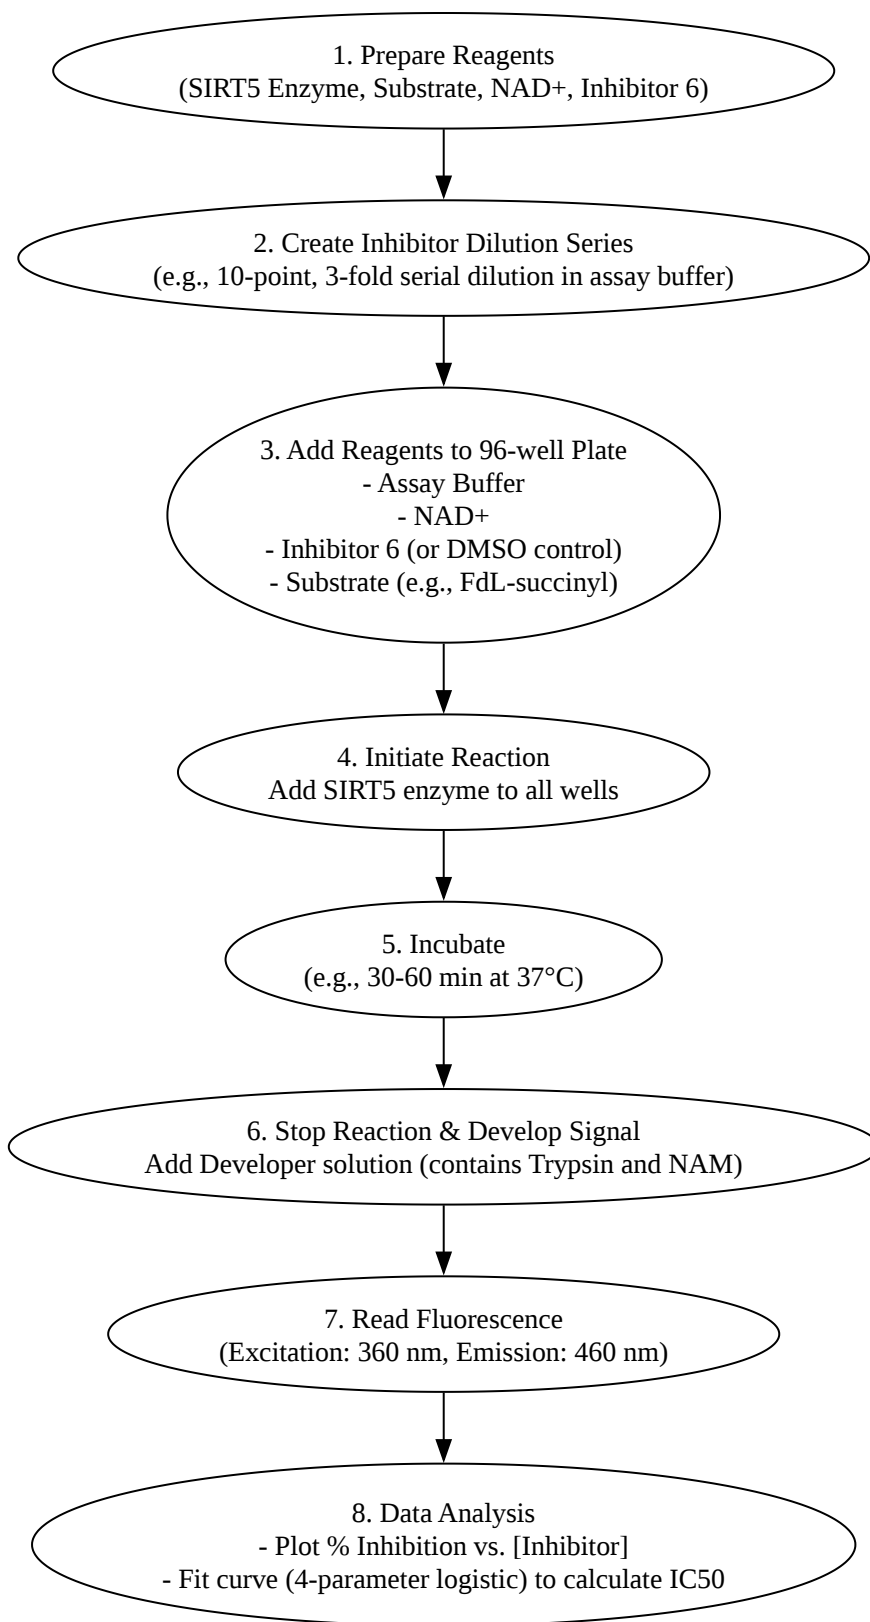 1. Prepare Reagents
(SIRT5 Enzyme, Substrate, NAD+, Inhibitor 6)
2. Create Inhibitor Dilution Series
(e.g., 10-point, 3-fold serial dilution in assay buffer)
3. Add Reagents to 96-well Plate
- Assay Buffer
- NAD+
- Inhibitor 6 (or DMSO control)
- Substrate (e.g., FdL-succinyl)
4. Initiate Reaction
Add SIRT5 enzyme to all wells
5. Incubate
(e.g., 30-60 min at 37°C)
6. Stop Reaction & Develop Signal
Add Developer solution (contains Trypsin and NAM)
7. Read Fluorescence
(Excitation: 360 nm, Emission: 460 nm)
8. Data Analysis
- Plot % Inhibition vs. [Inhibitor]
- Fit curve (4-parameter logistic) to calculate IC50